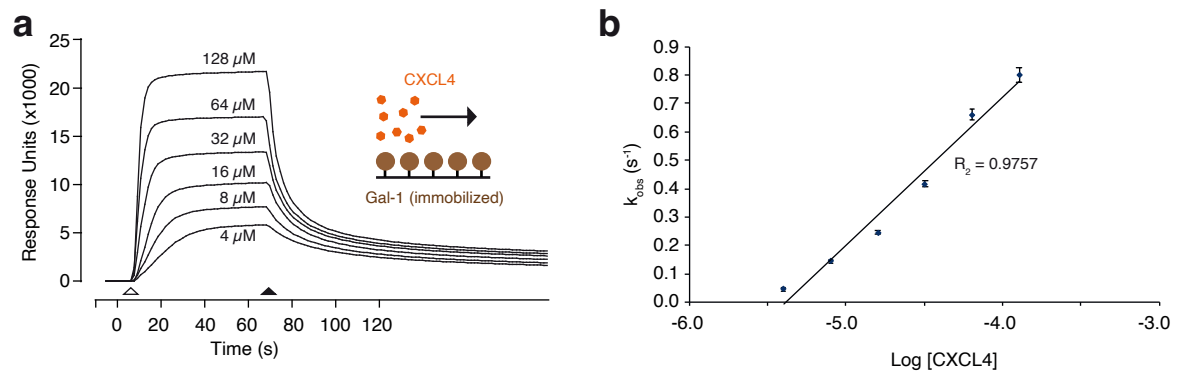 a
25
20
15
10
5
0
Response Units (x1000)
128 µM
64 µM
32 µM
16 µM
8 µM
4 µM
CXCL4
Gal-1 (immobilized)
0 20 40 60 80 100 120
Time (s)
b
0.9
0.8
0.7
0.6
0.5
0.4
0.3
0.2
0.1
0.0
k_obs (s⁻¹)
R₂ = 0.9757
-6.0 -5.0 -4.0 -3.0
Log [CXCL4]